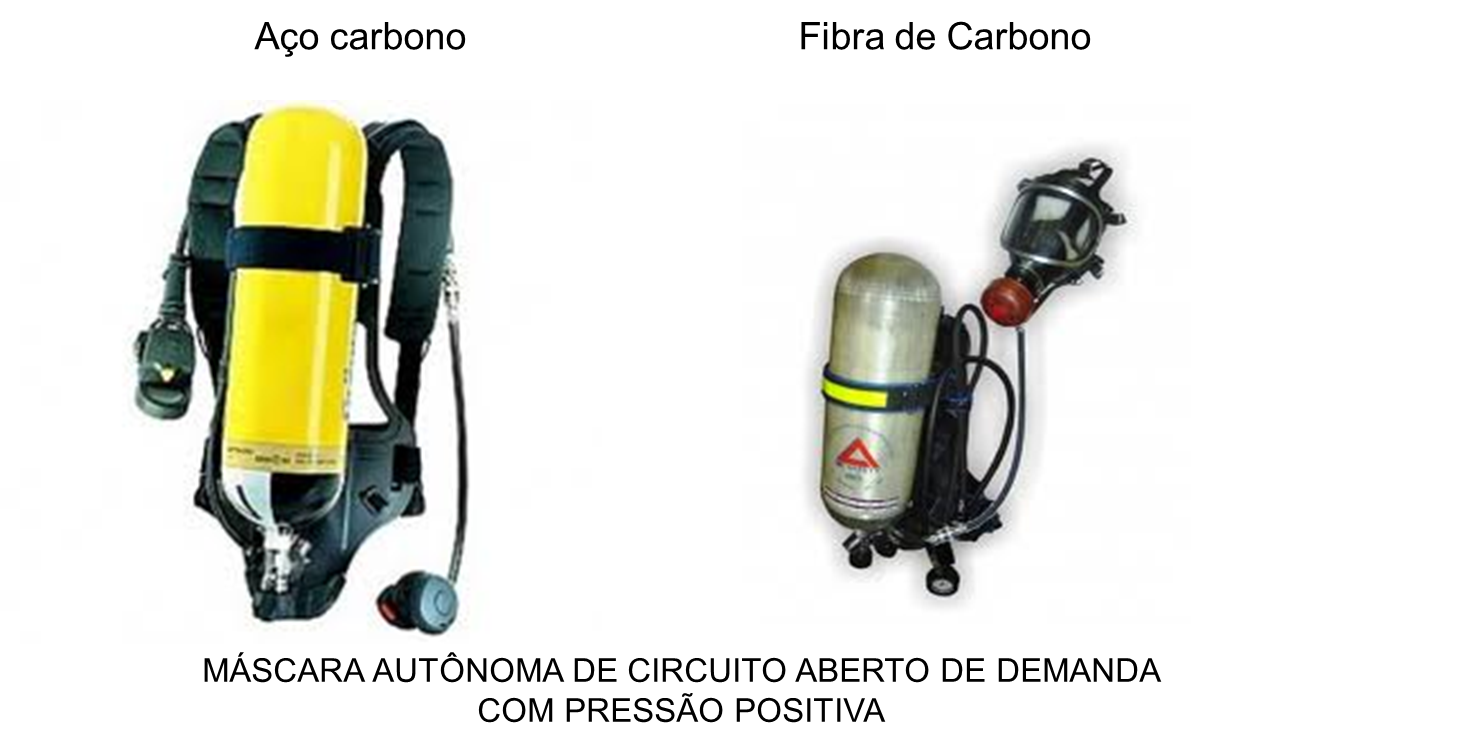 Aço carbono
Fibra de Carbono
MÁSCARA AUTÔNOMA DE CIRCUITO ABERTO DE DEMANDA
COM PRESSÃO POSITIVA